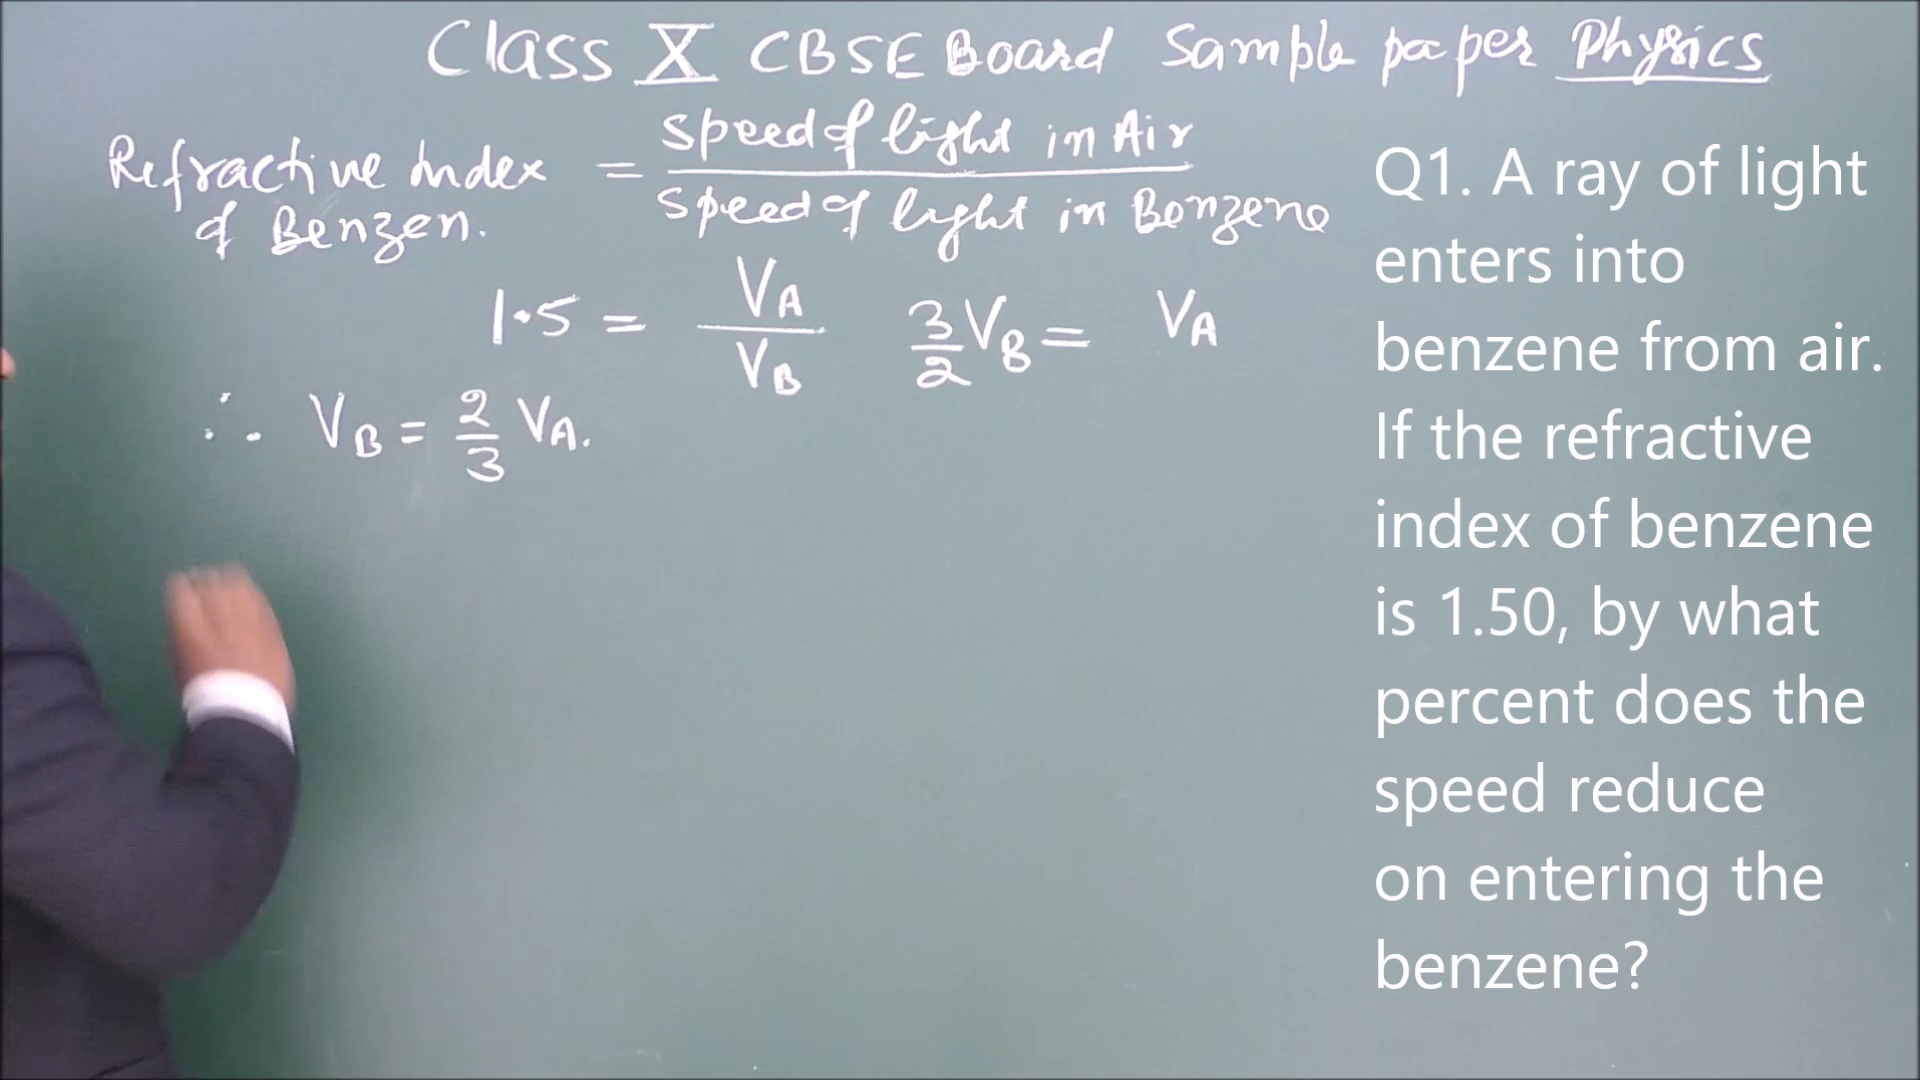 Class X CBSE Board Sample paper Physics
Refractive Index of Benzen. = Speed of light in Air / Speed of light in Benzene
1.5 = VA / VB 3/2 VB = VA
∴ VB = 2/3 VA.
Q1. A ray of light
enters into
benzene from air.
If the refractive
index of benzene
is 1.50, by what
percent does the
speed reduce
on entering the
benzene?